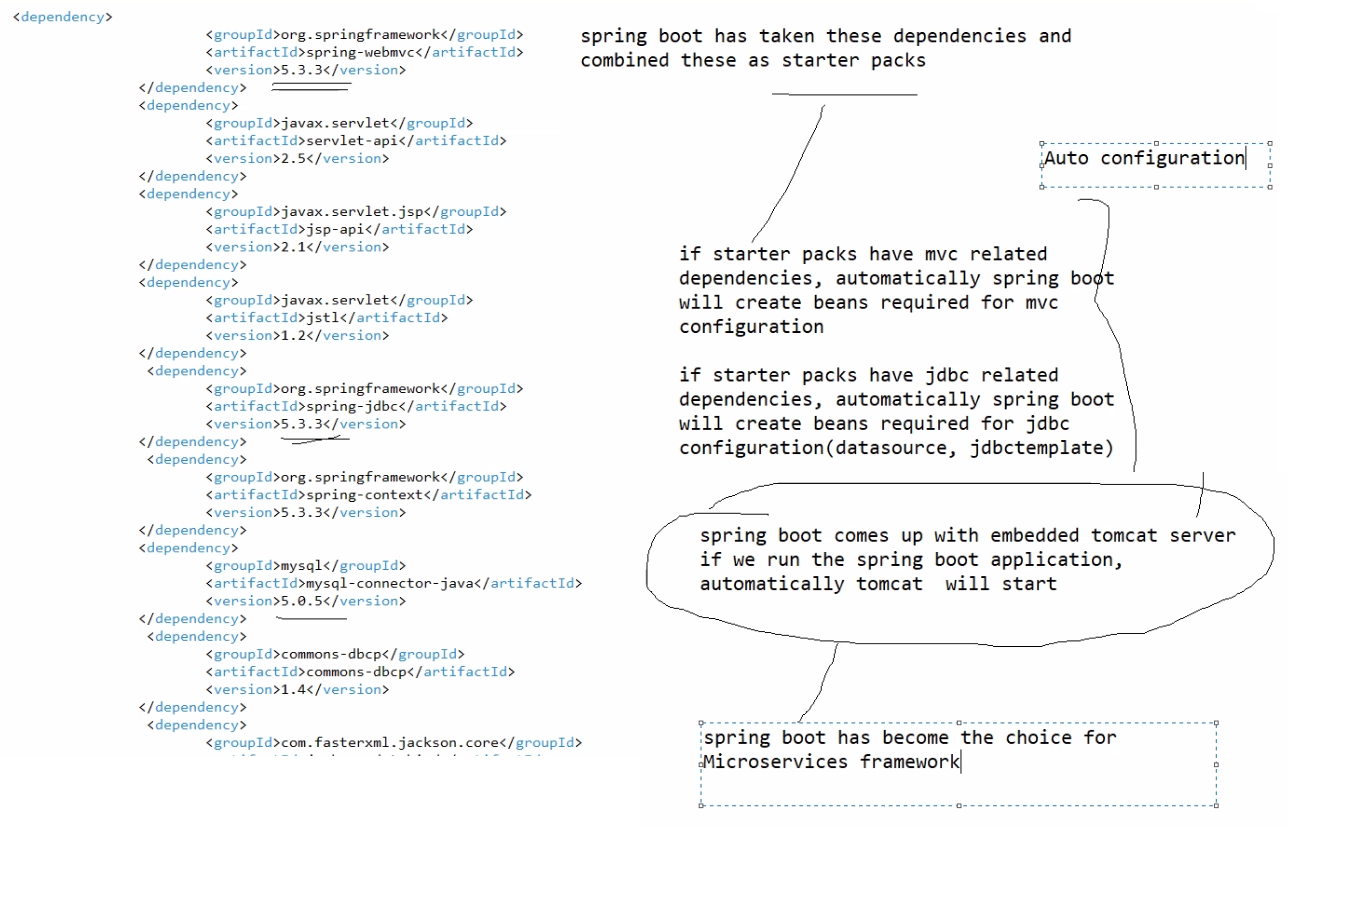 <dependency>
<groupId>org.springframework</groupId>
<artifactId>spring-webmvc</artifactId>
<version>5.3.3</version>
</dependency>
<dependency>
<groupId>javax.servlet</groupId>
<artifactId>servlet-api</artifactId>
<version>2.5</version>
</dependency>
<dependency>
<groupId>javax.servlet.jsp</groupId>
<artifactId>jsp-api</artifactId>
<version>2.1</version>
</dependency>
<dependency>
<groupId>javax.servlet</groupId>
<artifactId>jstl</artifactId>
<version>1.2</version>
</dependency>
<dependency>
<groupId>org.springframework</groupId>
<artifactId>spring-jdbc</artifactId>
<version>5.3.3</version>
</dependency>
<dependency>
<groupId>org.springframework</groupId>
<artifactId>spring-context</artifactId>
<version>5.3.3</version>
</dependency>
<dependency>
<groupId>mysql</groupId>
<artifactId>mysql-connector-java</artifactId>
<version>5.0.5</version>
</dependency>
<dependency>
<groupId>commons-dbcp</groupId>
<artifactId>commons-dbcp</artifactId>
<version>1.4</version>
</dependency>
<dependency>
<groupId>com.fasterxml.jackson.core</groupId>
spring boot has taken these dependencies and
combined these as starter packs
Auto configuration
if starter packs have mvc related
dependencies, automatically spring boot
will create beans required for mvc
configuration
if starter packs have jdbc related
dependencies, automatically spring boot
will create beans required for jdbc
configuration(datasource, jdbctemplate)
spring boot comes up with embedded tomcat server
if we run the spring boot application,
automatically tomcat will start
spring boot has become the choice for
Microservices framework